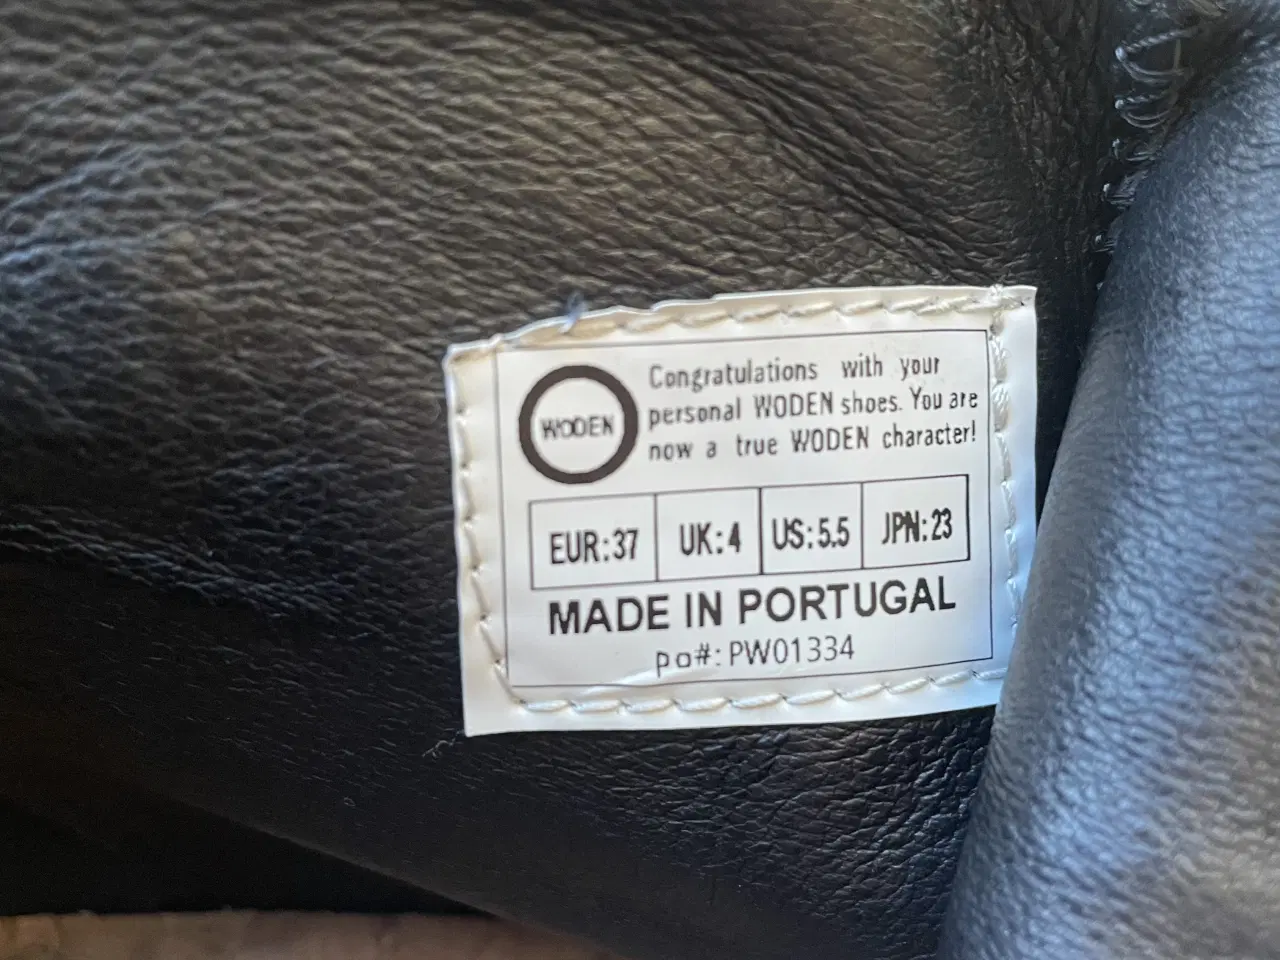 WODEN
Congratulations with your
personal WODEN shoes. You are
now a true WODEN character!
EUR:37 UK:4 US:5.5 JPN:23
MADE IN PORTUGAL
po#: PW01334